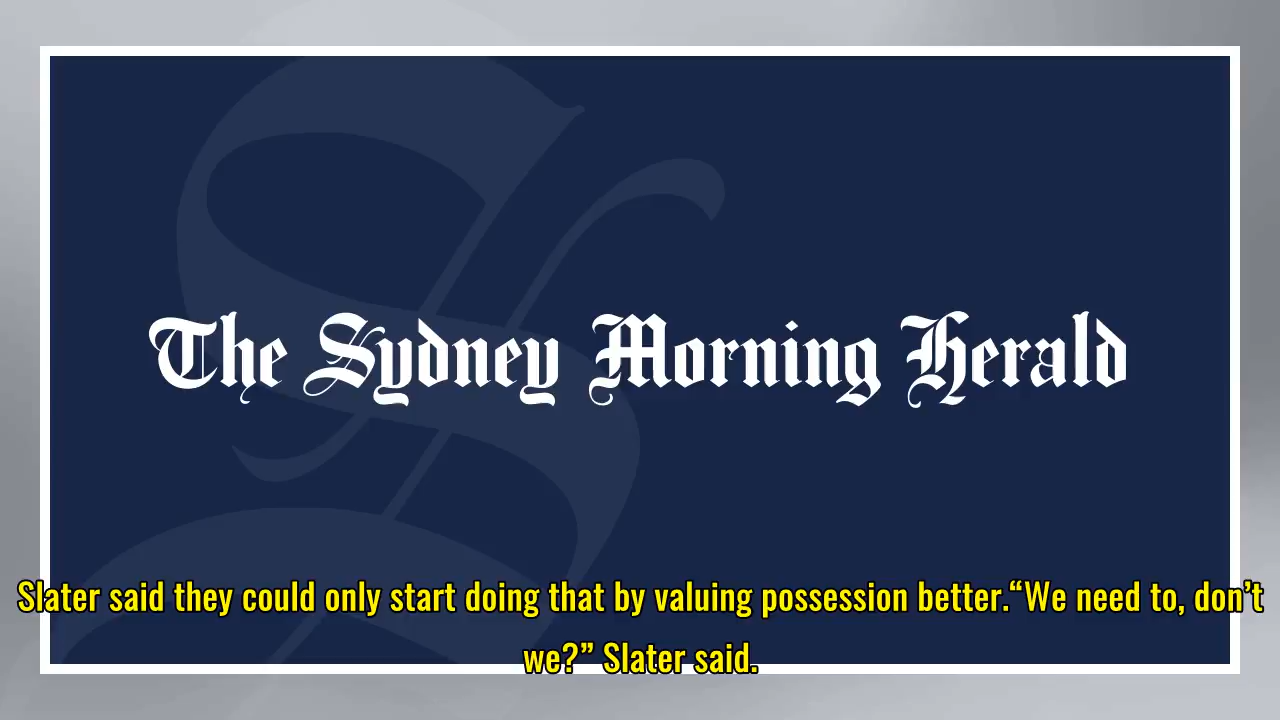 The Sydney Morning Herald
Slater said they could only start doing that by valuing possession better.“We need to, don’t
we?” Slater said.